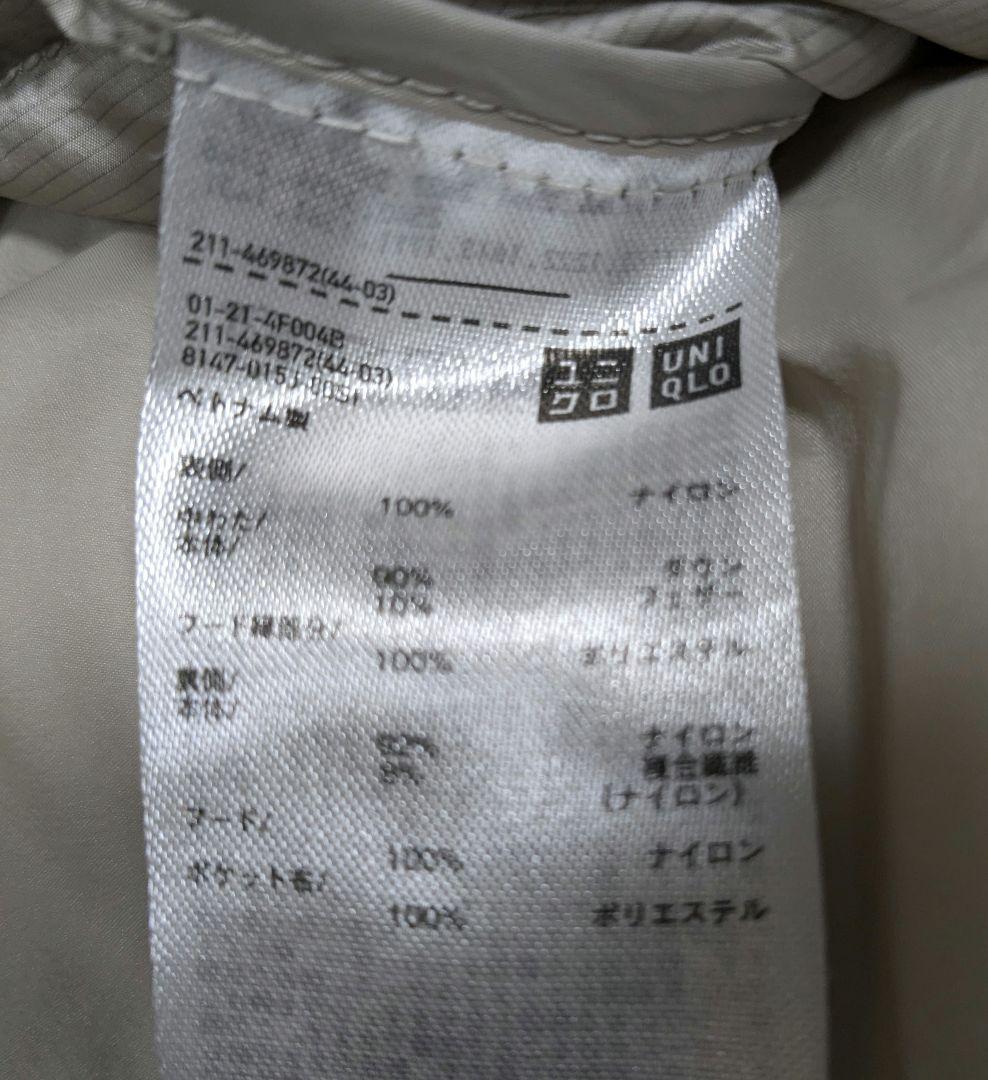 211-469872(44-03)
01-21-4F004B
211-469872(44-03)
ユニクロ
UNIQLO
ベトナム製
表側/
100% ナイロン
中わた/
本体/
90% ダウン
10% フェザー
フード縁部分/
100% ポリエステル
裏側/
本体/
ナイロン
複合繊維
(ナイロン)
フード/
100% ナイロン
ポケット布/
100% ポリエステル